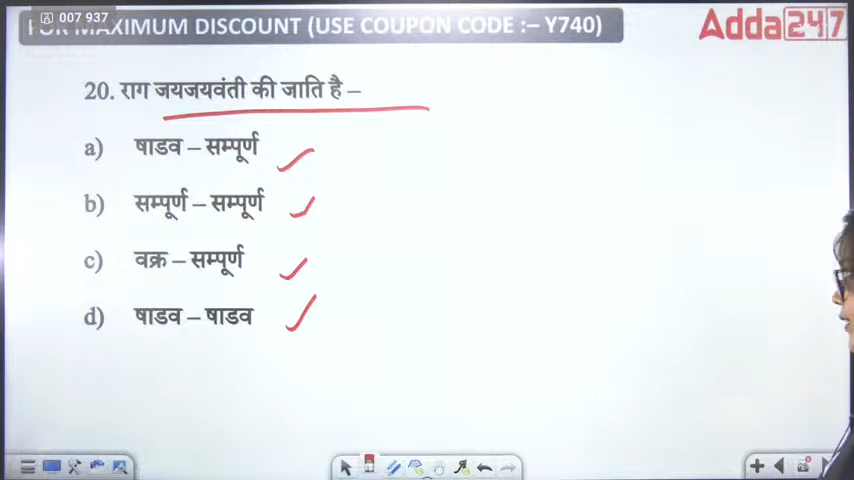 FOR MAXIMUM DISCOUNT (USE COUPON CODE :– Y740)
007 937
Adda247
20. राग जयजयवंती की जाति है –
a) षाडव – सम्पूर्ण
b) सम्पूर्ण – सम्पूर्ण
c) वक्र – सम्पूर्ण
d) षाडव – षाडव